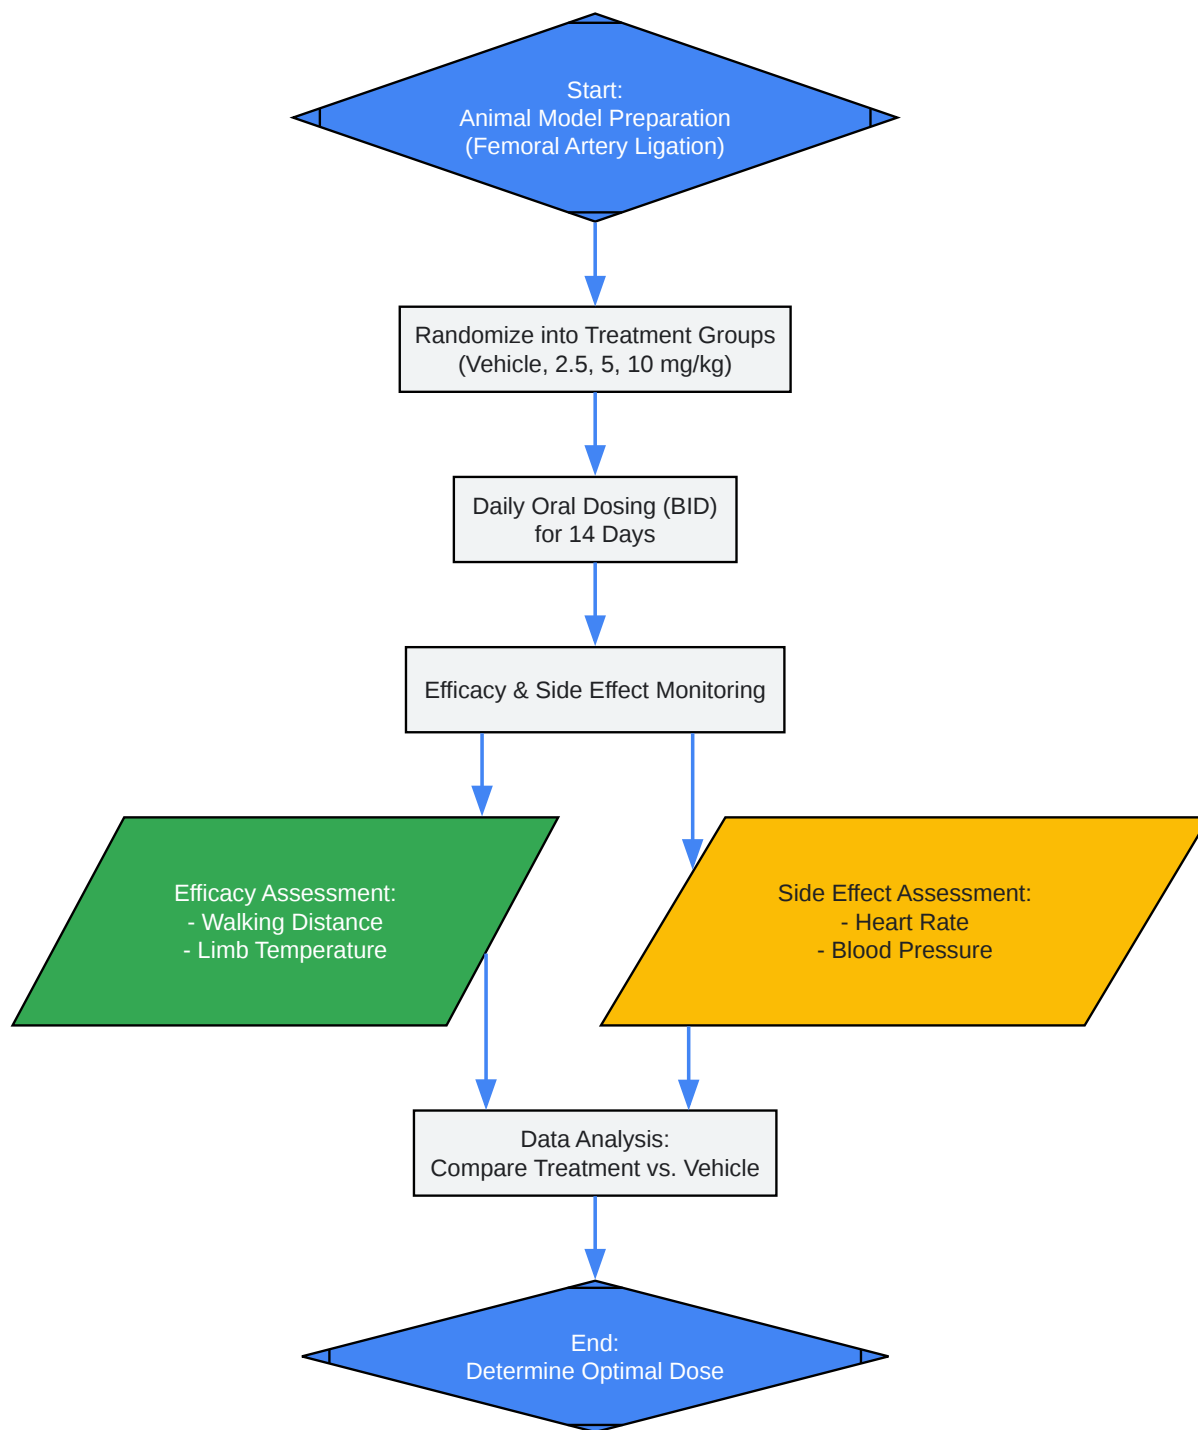 Start:
Animal Model Preparation
(Femoral Artery Ligation)
Randomize into Treatment Groups
(Vehicle, 2.5, 5, 10 mg/kg)
Daily Oral Dosing (BID)
for 14 Days
Efficacy & Side Effect Monitoring
Efficacy Assessment:
- Walking Distance
- Limb Temperature
Side Effect Assessment:
- Heart Rate
- Blood Pressure
Data Analysis:
Compare Treatment vs. Vehicle
End:
Determine Optimal Dose